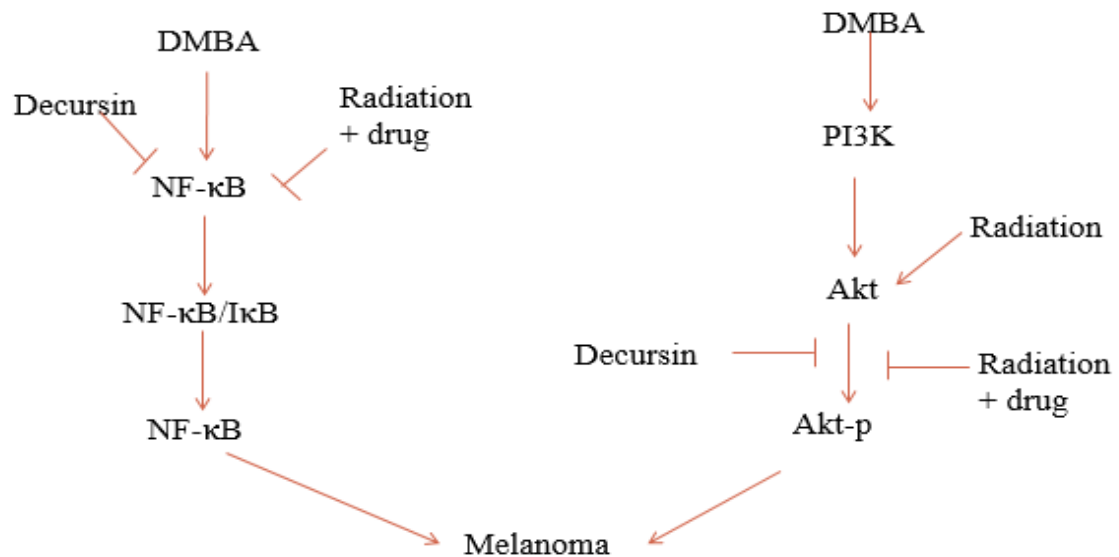 DMBA
Decursin
Radiation
+ drug
NF-κB
NF-κB/IκB
NF-κB
DMBA
PI3K
Radiation
Akt
Decursin
Radiation
+ drug
Akt-p
Melanoma